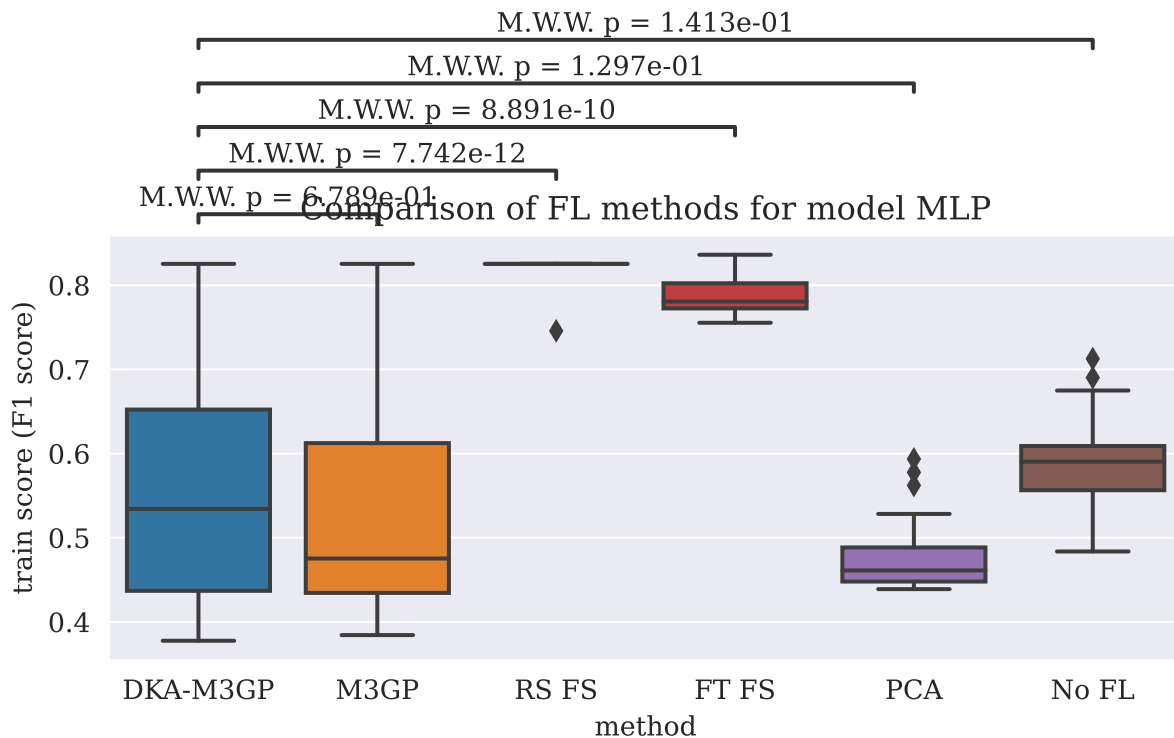 M.W.W. p = 1.413e-01
M.W.W. p = 1.297e-01
M.W.W. p = 8.891e-10
M.W.W. p = 7.742e-12
M.W.W. p = 6.789e-01
Comparison of FL methods for model MLP
train score (F1 score)
0.8
0.7
0.6
0.5
0.4
DKA-M3GP M3GP RS FS FT FS PCA No FL
method